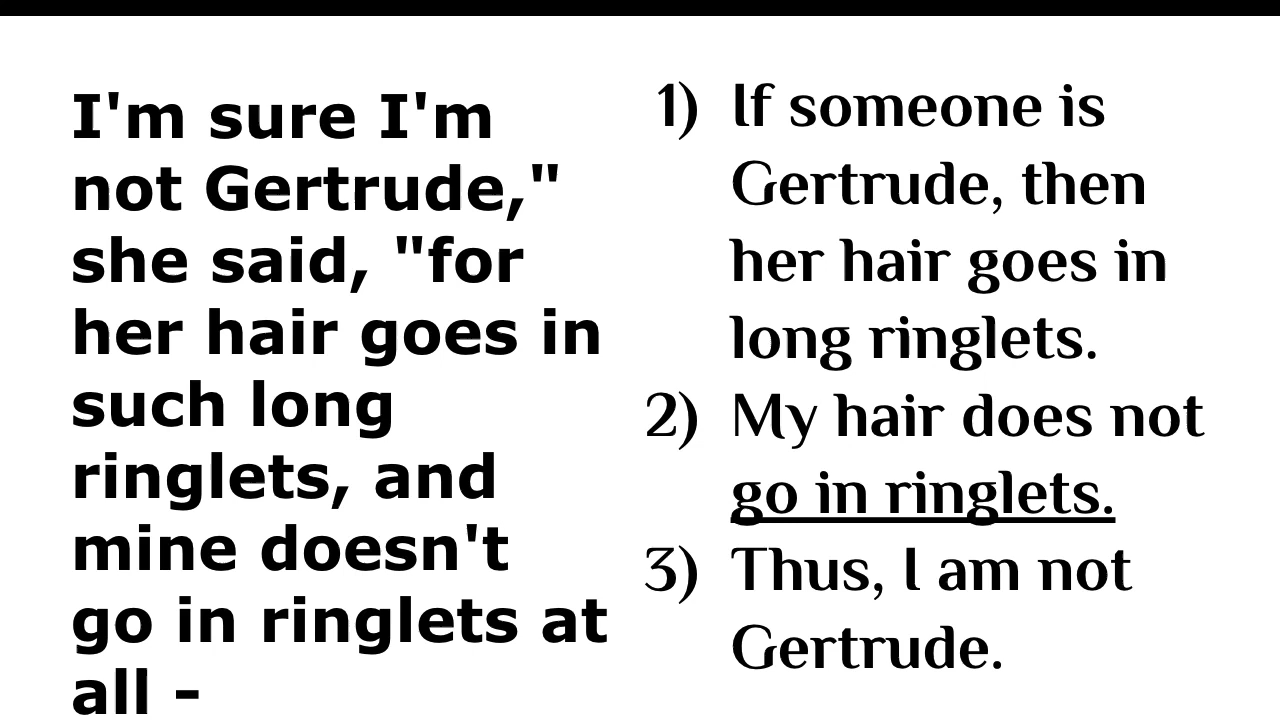 I'm sure I'm
not Gertrude,"
she said, "for
her hair goes in
such long
ringlets, and
mine doesn't
go in ringlets at
all -
1) If someone is
Gertrude, then
her hair goes in
long ringlets.
2) My hair does not
go in ringlets.
3) Thus, I am not
Gertrude.